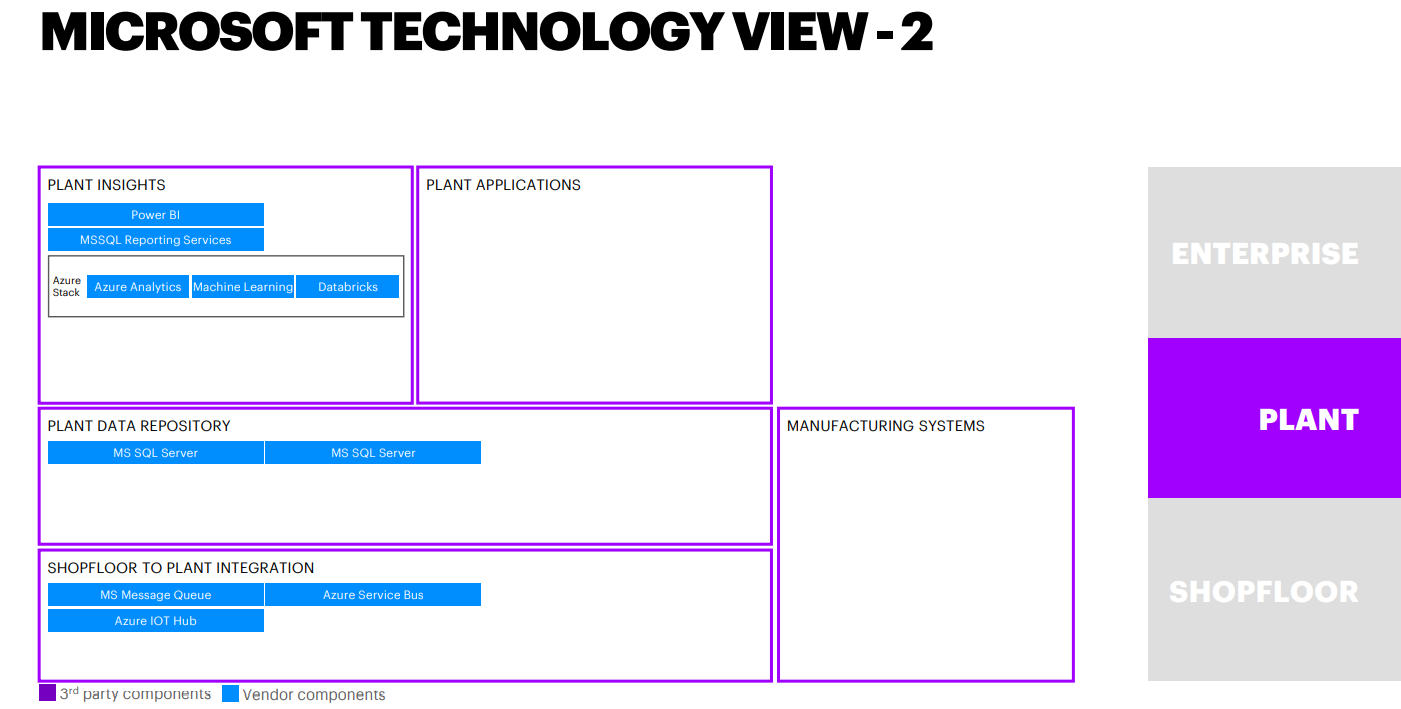 MICROSOFT TECHNOLOGY VIEW - 2
PLANT INSIGHTS
Power BI
MSSQL Reporting Services
Azure
Stack
Azure Analytics
Machine Learning
Databricks
PLANT APPLICATIONS
PLANT DATA REPOSITORY
MS SQL Server
MS SQL Server
MANUFACTURING SYSTEMS
SHOPFLOOR TO PLANT INTEGRATION
MS Message Queue
Azure Service Bus
Azure IOT Hub
3rd party components
Vendor components
ENTERPRISE
PLANT
SHOPFLOOR